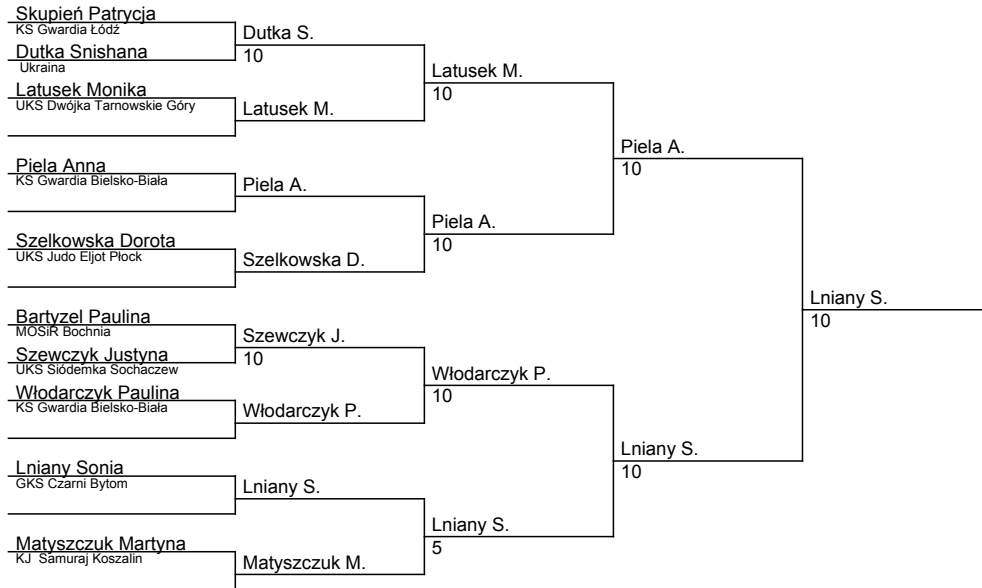 Skupień Patrycja
KS Gwardia Łódź
Dutka Snishana
Ukraina
Latusek Monika
UKS Dwójka Tarnowskie Góry
Piela Anna
KS Gwardia Bielsko-Biała
Szelkowska Dorota
UKS Judo Eljot Płock
Bartyzel Paulina
MOSiR Bochnia
Szewczyk Justyna
UKS Siódemka Sochaczew
Włodarczyk Paulina
KS Gwardia Bielsko-Biała
Lniany Sonia
GKS Czarni Bytom
Matyszczuk Martyna
KJ Samuraj Koszalin
Dutka S.
10
Latusek M.
Piela A.
Szelkowska D.
Szewczyk J.
10
Włodarczyk P.
Lniany S.
Matyszczuk M.
Latusek M.
10
Piela A.
10
Włodarczyk P.
10
Lniany S.
5
Piela A.
10
Lniany S.
10
Lniany S.
10